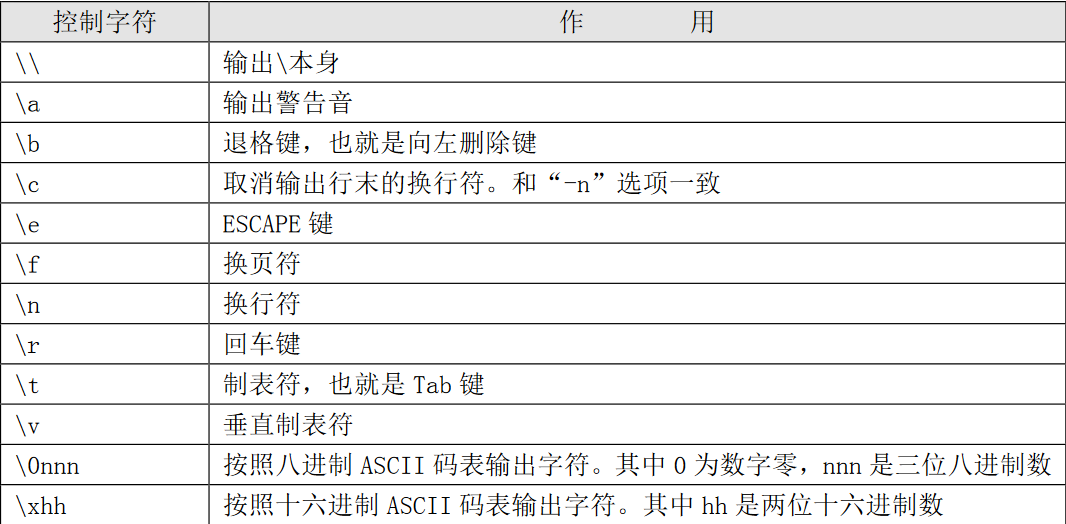 控制字符 作 用
\\ 输出\本身
\a 输出警告音
\b 退格键，也就是向左删除键
\c 取消输出行末的换行符。和“-n”选项一致
\e ESCAPE 键
\f 换页符
\n 换行符
\r 回车键
\t 制表符，也就是 Tab 键
\v 垂直制表符
\0nnn 按照八进制 ASCII 码表输出字符。其中 0 为数字零，nnn 是三位八进制数
\xhh 按照十六进制 ASCII 码表输出字符。其中 hh 是两位十六进制数